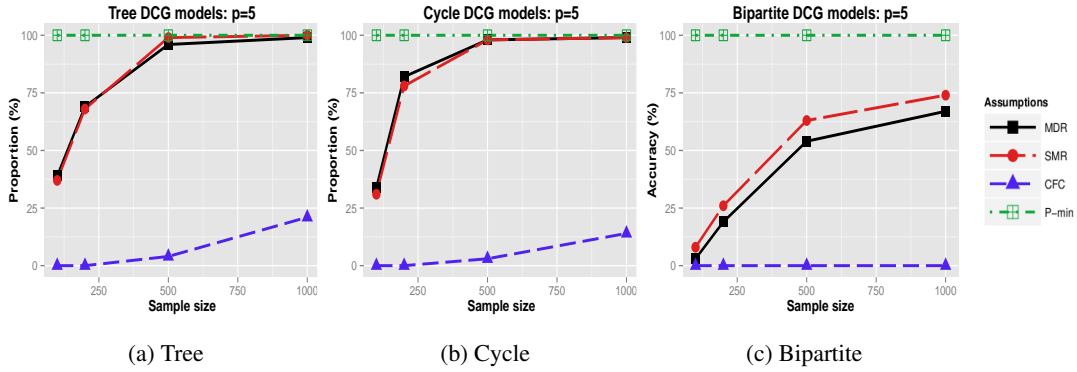 Tree DCG models: p=5
Proportion (%)
100
75
50
25
0
250
500
750
1000
Sample size
(a) Tree
Cycle DCG models: p=5
Proportion (%)
100
75
50
25
0
250
500
750
1000
Sample size
(b) Cycle
Bipartite DCG models: p=5
Accuracy (%)
100
75
50
25
0
250
500
750
1000
Sample size
(c) Bipartite
Assumptions
MDR
SMR
CFC
P-min